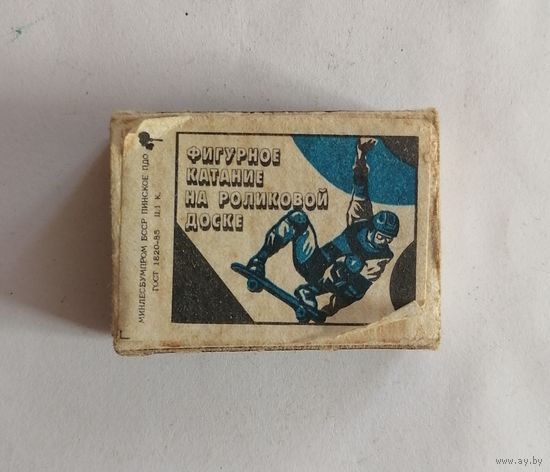 ФИГУРНОЕ
КАТАНИЕ
НА РОЛИКОВОЙ
ДОСКЕ
МИНЛЕСБУМПРОМ БССР ПИНСКОЕ ПДО
ГОСТ 1820-85 Ц.1 К.
www.ay.by